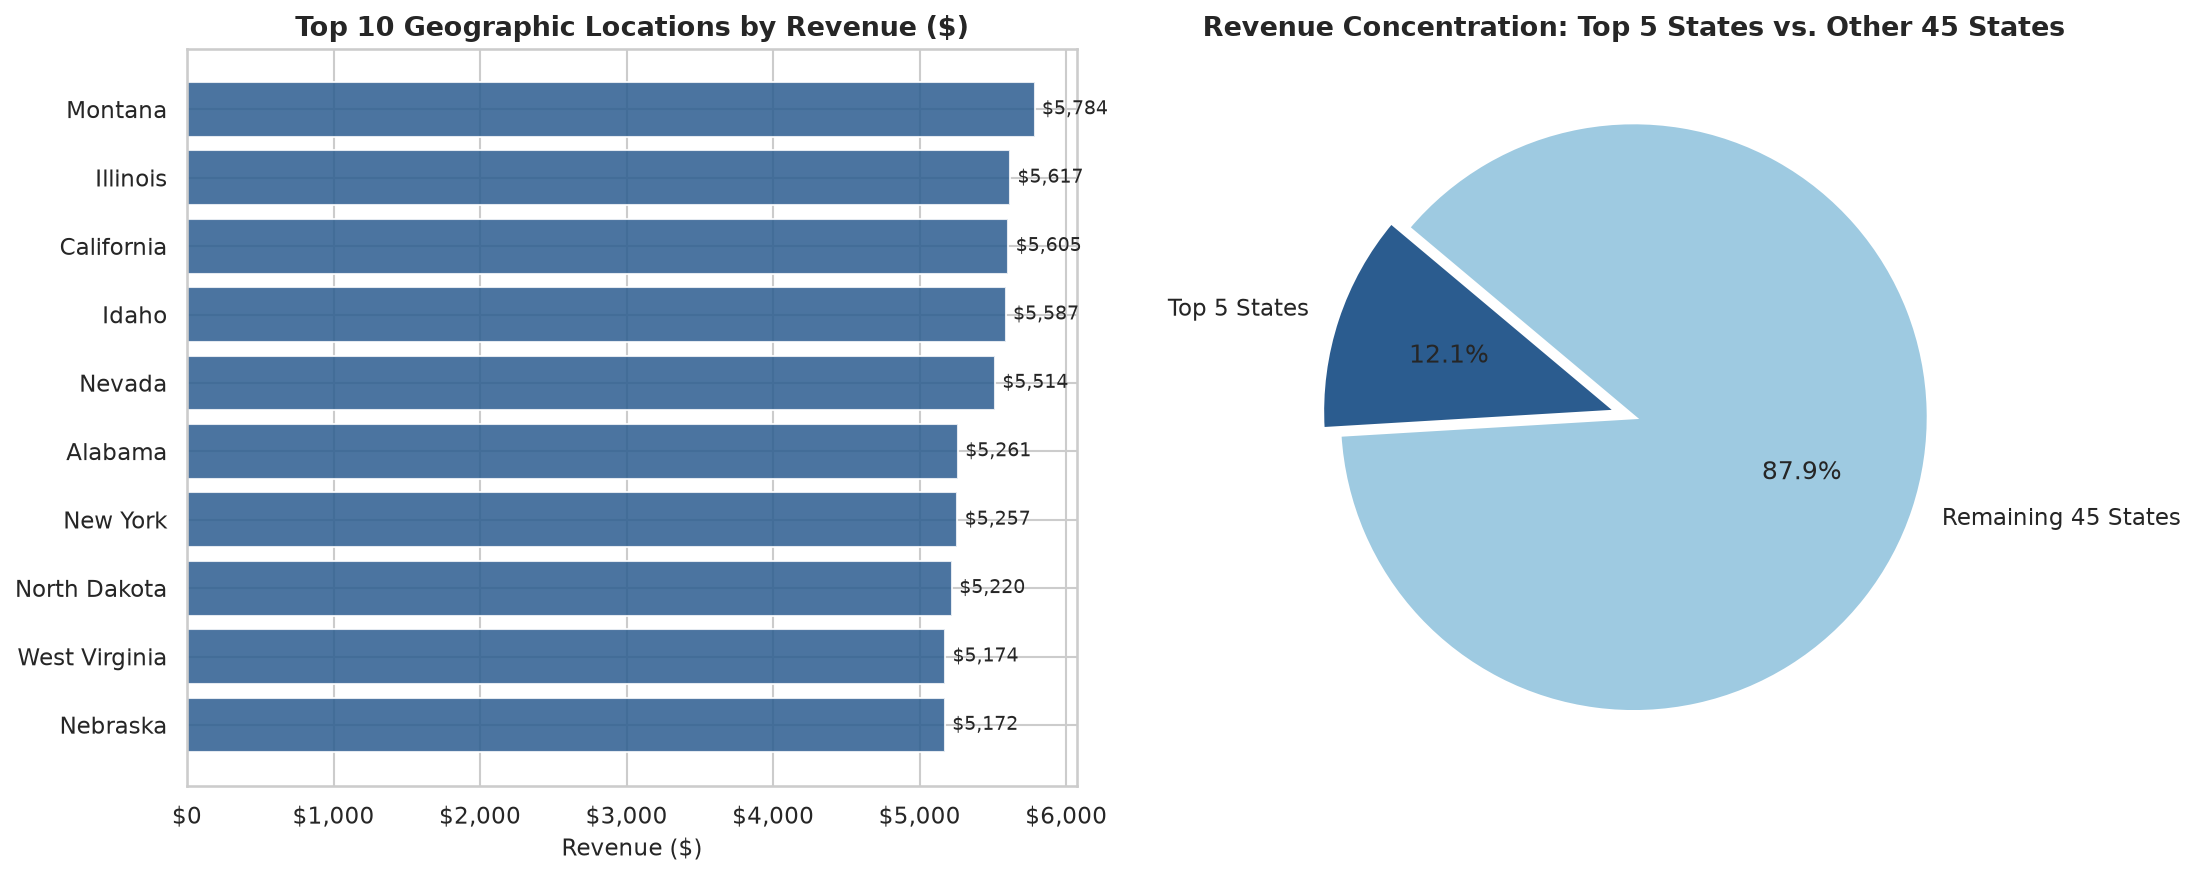 Top 10 Geographic Locations by Revenue ($)
Montana
$5,784
Illinois
$5,617
California
$5,605
Idaho
$5,587
Nevada
$5,514
Alabama
$5,261
New York
$5,257
North Dakota
$5,220
West Virginia
$5,174
Nebraska
$5,172
$0 $1,000 $2,000 $3,000 $4,000 $5,000 $6,000
Revenue ($)
Revenue Concentration: Top 5 States vs. Other 45 States
Top 5 States
12.1%
87.9%
Remaining 45 States